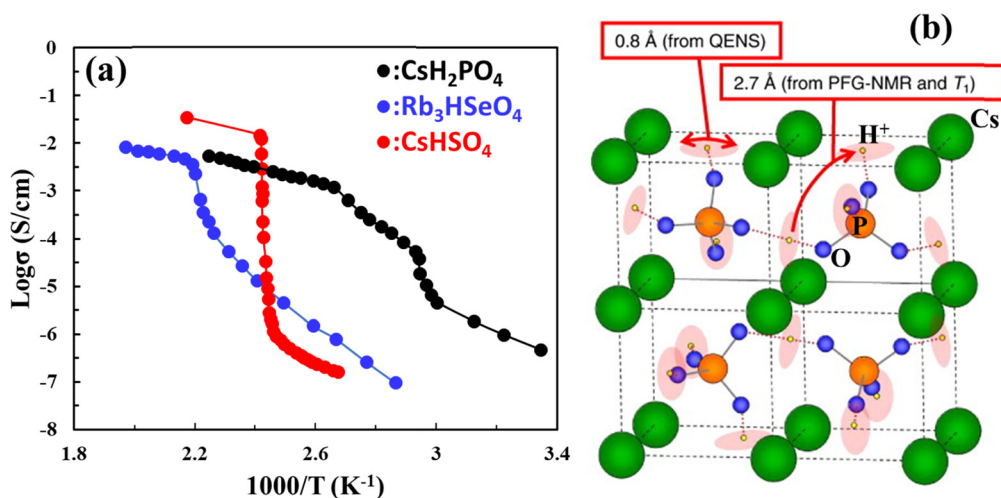 (a)
●:CsH₂PO₄
●:Rb₃HSeO₄
●:CsHSO₄
0
-1
-2
-3
-4
-5
-6
-7
-8
Logσ (S/cm)
1.8 2.2 2.6 3.0 3.4
1000/T (K⁻¹)
(b)
0.8 Å (from QENS)
2.7 Å (from PFG-NMR and T₁)
Cs
H⁺
P
O